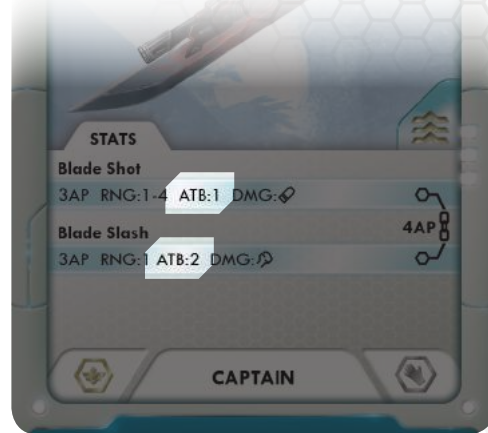 STATS
Blade Shot
3AP RNG:1-4 ATB:1 DMG:
4AP
Blade Slash
3AP RNG:1 ATB:2 DMG:
CAPTAIN